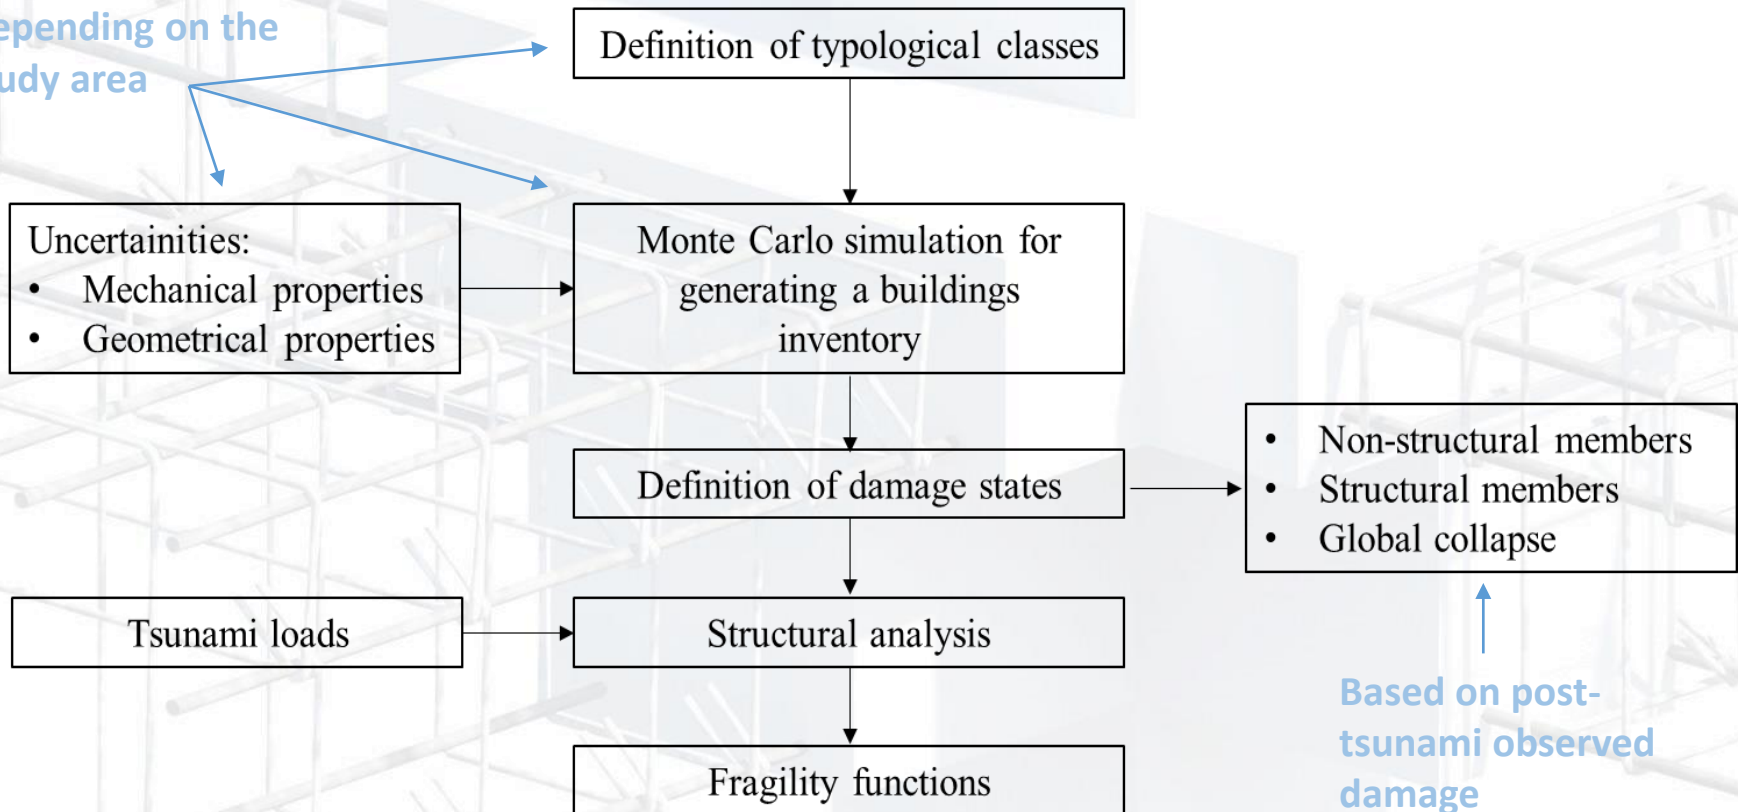 epending on the
udy area
Definition of typological classes
Uncertainities:
• Mechanical properties
• Geometrical properties
Monte Carlo simulation for
generating a buildings
inventory
Definition of damage states
• Non-structural members
• Structural members
• Global collapse
Tsunami loads
Structural analysis
Based on post-
tsunami observed
damage
Fragility functions